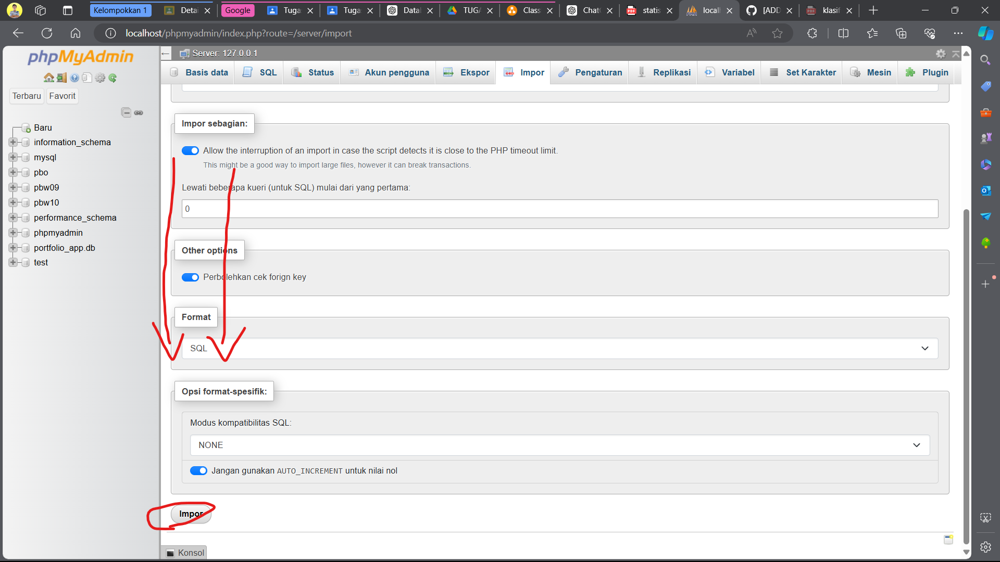 Kelompokkan 1
Detai
Google
Tuga
Tuga
Datal
TUGA
Class
Chat
statis
locall
[ADD
klasif
localhost/phpmyadmin/index.php?route=/server/import
phpMyAdmin
Terbaru
Favorit
Baru
information_schema
mysql
pbo
pbw09
pbw10
performance_schema
phpmyadmin
portfolio_app.db
test
Server: 127.0.0.1
Basis data
SQL
Status
Akun pengguna
Ekspor
Impor
Pengaturan
Replikasi
Variabel
Set Karakter
Mesin
Plugin
Impor sebagian:
Allow the interruption of an import in case the script detects it is close to the PHP timeout limit.
This might be a good way to import large files, however it can break transactions.
Lewati beberapa kueri (untuk SQL) mulai dari yang pertama:
0
Other options
Perbolehkan cek forign key
Format
SQL
Opsi format-spesifik:
Modus kompatibilitas SQL:
NONE
Jangan gunakan AUTO_INCREMENT untuk nilai nol
Impor
Konsol